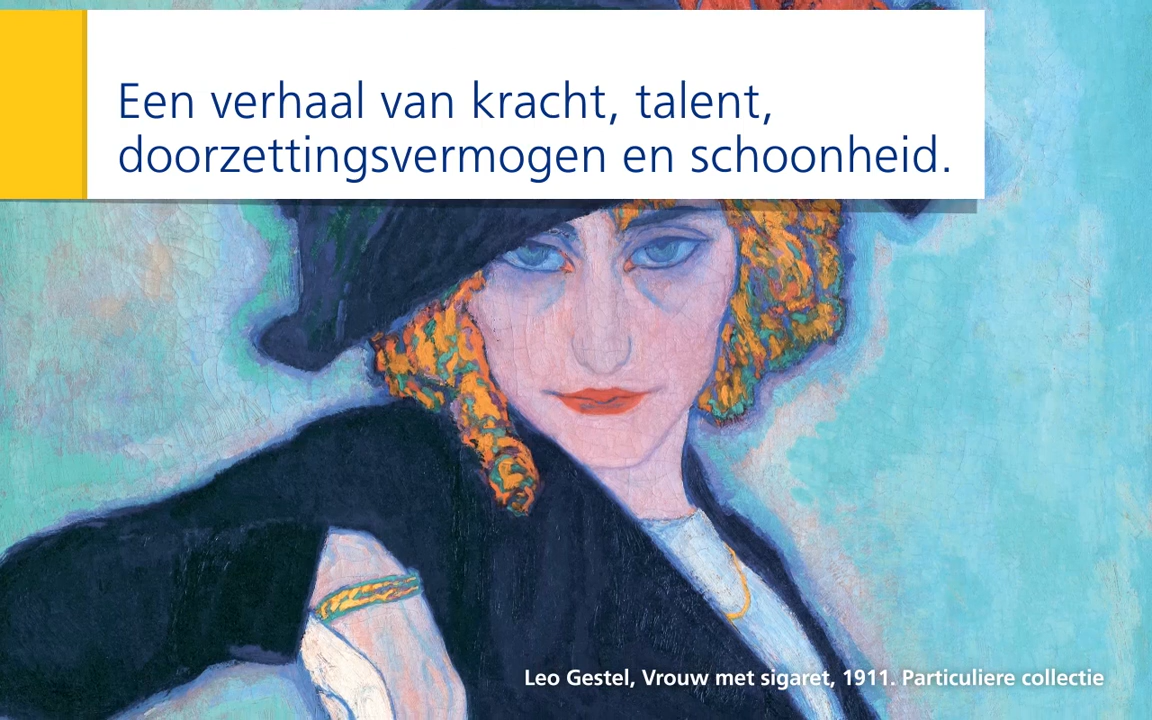 Een verhaal van kracht, talent,
doorzettingsvermogen en schoonheid.
Leo Gestel, Vrouw met sigaret, 1911. Particuliere collectie